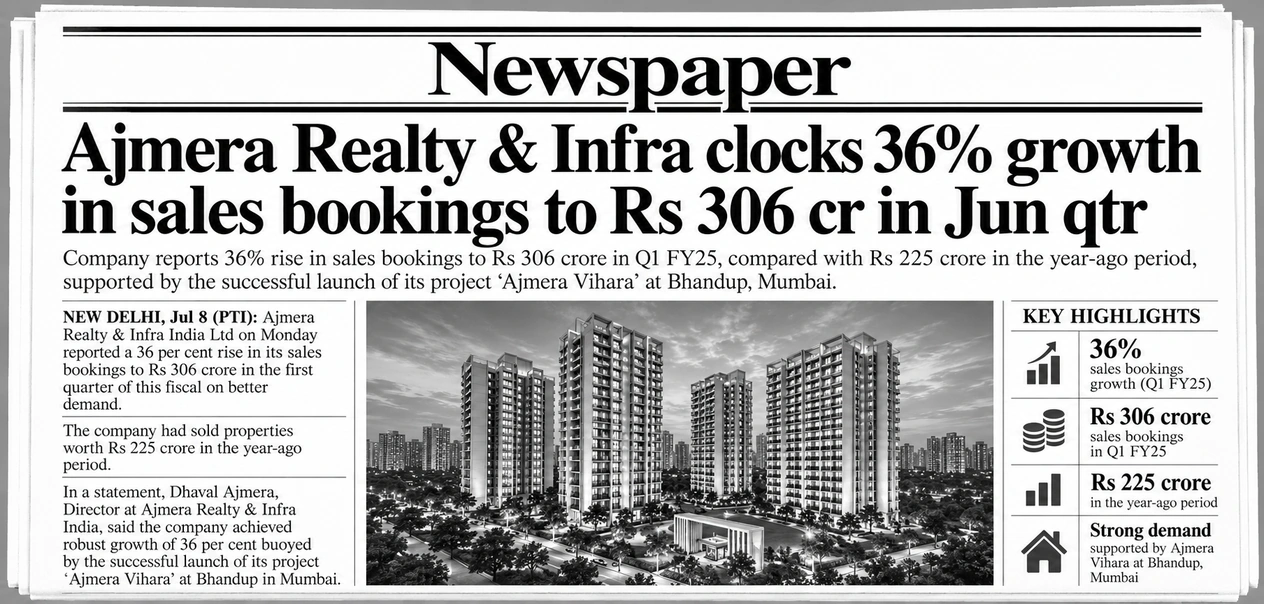 Newspaper
Ajmera Realty & Infra clocks 36% growth
in sales bookings to Rs 306 cr in Jun qtr
Company reports 36% rise in sales bookings to Rs 306 crore in Q1 FY25, compared with Rs 225 crore in the year-ago period,
supported by the successful launch of its project ‘Ajmera Vihara’ at Bhandup, Mumbai.
NEW DELHI, Jul 8 (PTI): Ajmera
Realty & Infra India Ltd on Monday
reported a 36 per cent rise in its sales
bookings to Rs 306 crore in the first
quarter of this fiscal on better
demand.
The company had sold properties
worth Rs 225 crore in the year-ago
period.
In a statement, Dhaval Ajmera,
Director at Ajmera Realty & Infra
India, said the company achieved
robust growth of 36 per cent buoyed
by the successful launch of its project
‘Ajmera Vihara’ at Bhandup in Mumbai.
KEY HIGHLIGHTS
36%
sales bookings
growth (Q1 FY25)
Rs 306 crore
sales bookings
in Q1 FY25
Rs 225 crore
in the year-ago period
Strong demand
supported by Ajmera
Vihara at Bhandup,
Mumbai